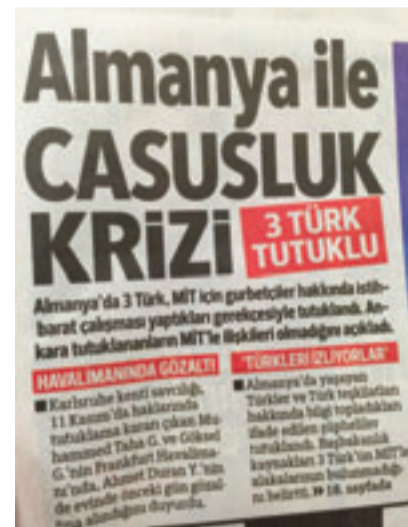 Almanya ile
CASUSLUK
KRİZİ
3 TÜRK
TUTUKLU
Almanya'da 3 Türk, MİT için gurbetçiler hakkında istih-
barat çalışması yaptıkları gerekçesiyle tutuklandı. An-
kara tutuklananların MİT'le ilişkileri olmadığını açıkladı.
HAVALİMANINDA GÖZALTI
■ Karlsruhe kenti savcılığı,
11 Kasım'da haklarında
tutuklama kararı çıkan Mu-
hammed Taha G. ve Göksel
G.'nin Frankfurt Havalima-
nı'nda, Ahmet Duran Y.'nin
de evinde önceki gün gözal-
tına alındığını duyurdu.
'TÜRKLERİ İZLİYORLAR'
■ Almanya'da yaşayan
Türkler ve Türk teşkilatları
hakkında bilgi topladıkları
ifade edilen şüpheliler
tutuklandı. Başbakanlık
kaynakları 3 Türk'ün MİT'le
alakalarının bulunmadığı-
nı belirtti. » 18. sayfada